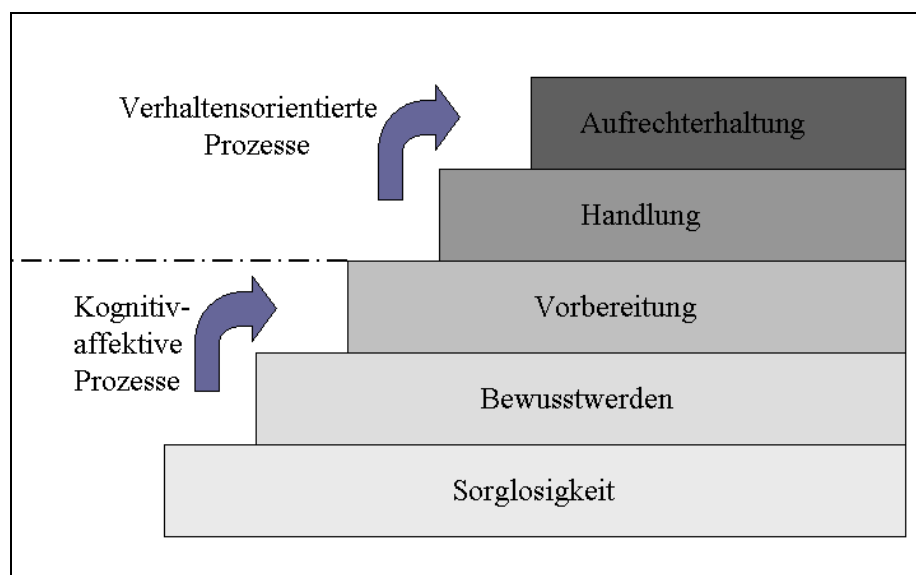 Verhaltensorientierte
Prozesse
Aufrechterhaltung
Handlung
Kognitiv-
affektive
Prozesse
Vorbereitung
Bewusstwerden
Sorglosigkeit